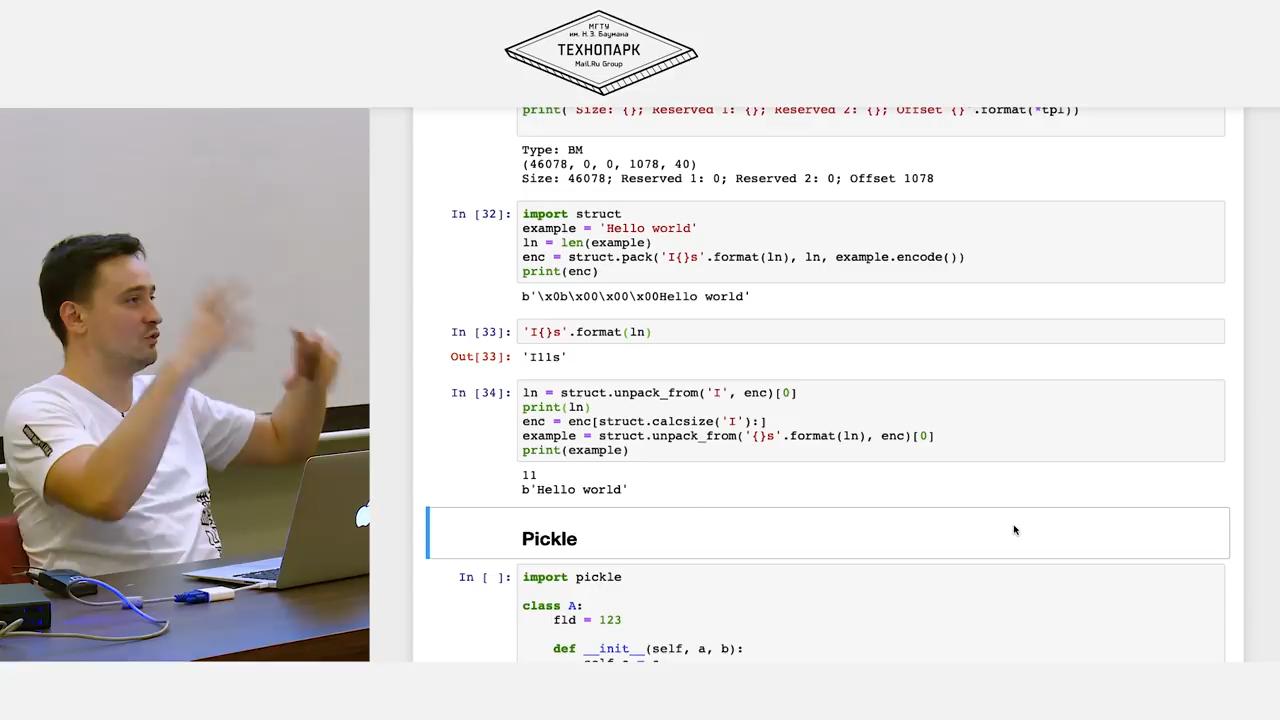 МГТУ
им. Н.Э. Баумана
ТЕХНОПАРК
Mail.Ru Group
print("Size: {}; Reserved 1: {}; Reserved 2: {}; Offset {}".format(*tpl))
Type: BM
(46078, 0, 0, 1078, 40)
Size: 46078; Reserved 1: 0; Reserved 2: 0; Offset 1078
In [32]: import struct
example = 'Hello world'
ln = len(example)
enc = struct.pack('I{}s'.format(ln), ln, example.encode())
print(enc)
b'\x0b\x00\x00\x00Hello world'
In [33]: 'I{}s'.format(ln)
Out[33]: 'I11s'
In [34]: ln = struct.unpack_from('I', enc)[0]
print(ln)
enc = enc[struct.calcsize('I'):]
example = struct.unpack_from('{}s'.format(ln), enc)[0]
print(example)
11
b'Hello world'
Pickle
In [ ]: import pickle
class A:
fld = 123
def __init__(self, a, b):